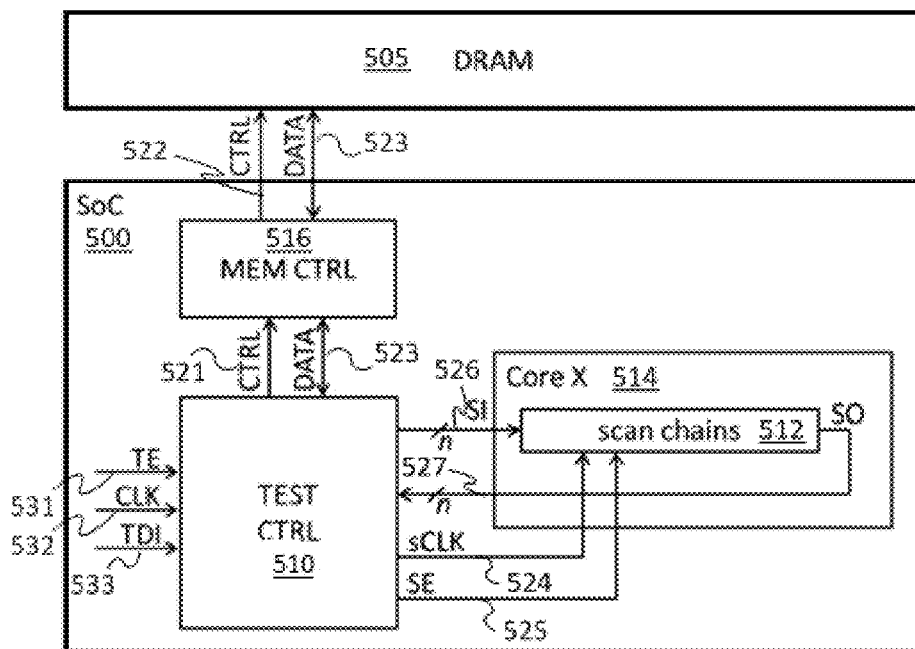 505 DRAM
522
CTRL
DATA
523
SoC
500
516
MEM CTRL
521
CTRL
DATA
523
526
SI
n
Core X 514
scan chains 512
SO
527
n
TE
531
CLK
532
TDI
533
TEST
CTRL
510
sCLK
524
SE
525